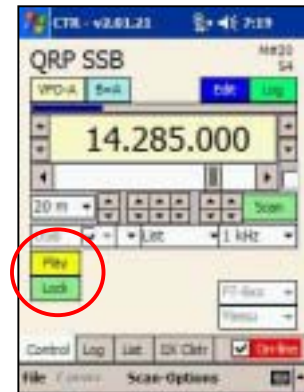 CTR - v2.01.21 7:19
QRP SSB
S4
VFO-A B=A Edit Log
14.285.000
20 m Scan
List 1 kHz
Play
Lock
Control Log List DX Clstr On-line
File Scan-Options